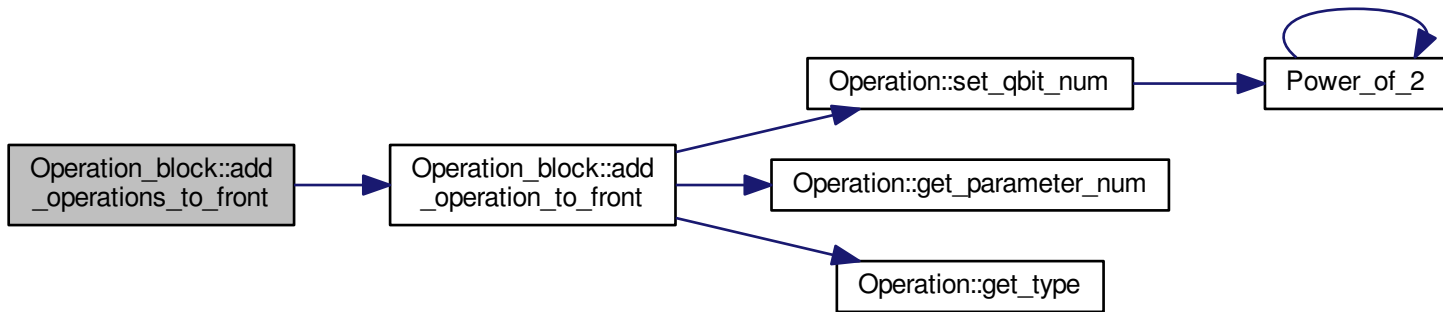 Operation_block::add
_operations_to_front
Operation_block::add
_operation_to_front
Operation::set_qbit_num
Power_of_2
Operation::get_parameter_num
Operation::get_type